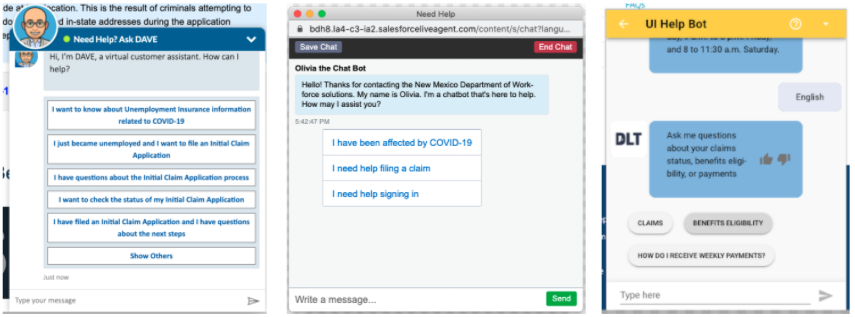 de a location. This is the result of criminals attempting to
d in-state addresses during the application
Need Help? Ask DAVE
Hi, I'm DAVE, a virtual customer assistant. How can I
help?
I want to know about Unemployment Insurance information
related to COVID-19
I just became unemployed and I want to file an Initial Claim
Application
I have questions about the Initial Claim Application process
I want to check the status of my Initial Claim Application
I have filed an Initial Claim Application and I have questions
about the next steps
Show Others
Just now
Type your message
Need Help
bdh8.la4-c3-ia2.salesforceliveagent.com/content/s/chat?langu...
Save Chat
End Chat
Olivia the Chat Bot
Hello! Thanks for contacting the New Mexico Department of Work-
force solutions. My name is Olivia. I'm a chatbot that's here to help.
How may I assist you?
5:42:47 PM
I have been affected by COVID-19
I need help filing a claim
I need help signing in
Write a message...
Send
UI Help Bot
and 8 to 11:30 a.m. Saturday.
English
DLT
Ask me questions
about your claims
status, benefits eligi-
bility, or payments
CLAIMS
BENEFITS ELIGIBILITY
HOW DO I RECEIVE WEEKLY PAYMENTS?
Type here